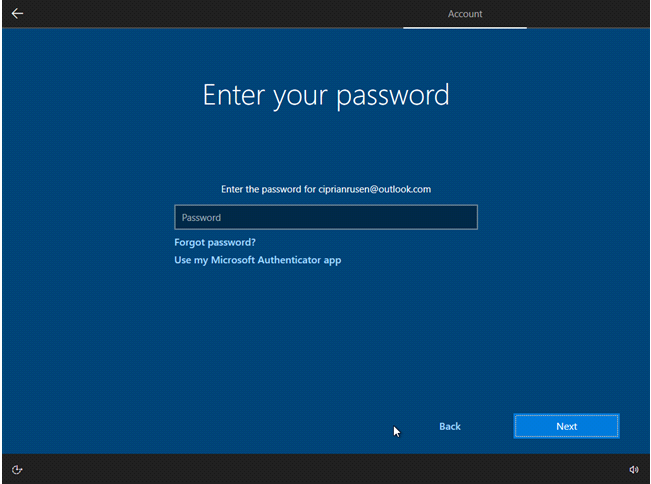 Account
Enter your password
Enter the password for ciprianrusen@outlook.com
Password
Forgot password?
Use my Microsoft Authenticator app
Back
Next